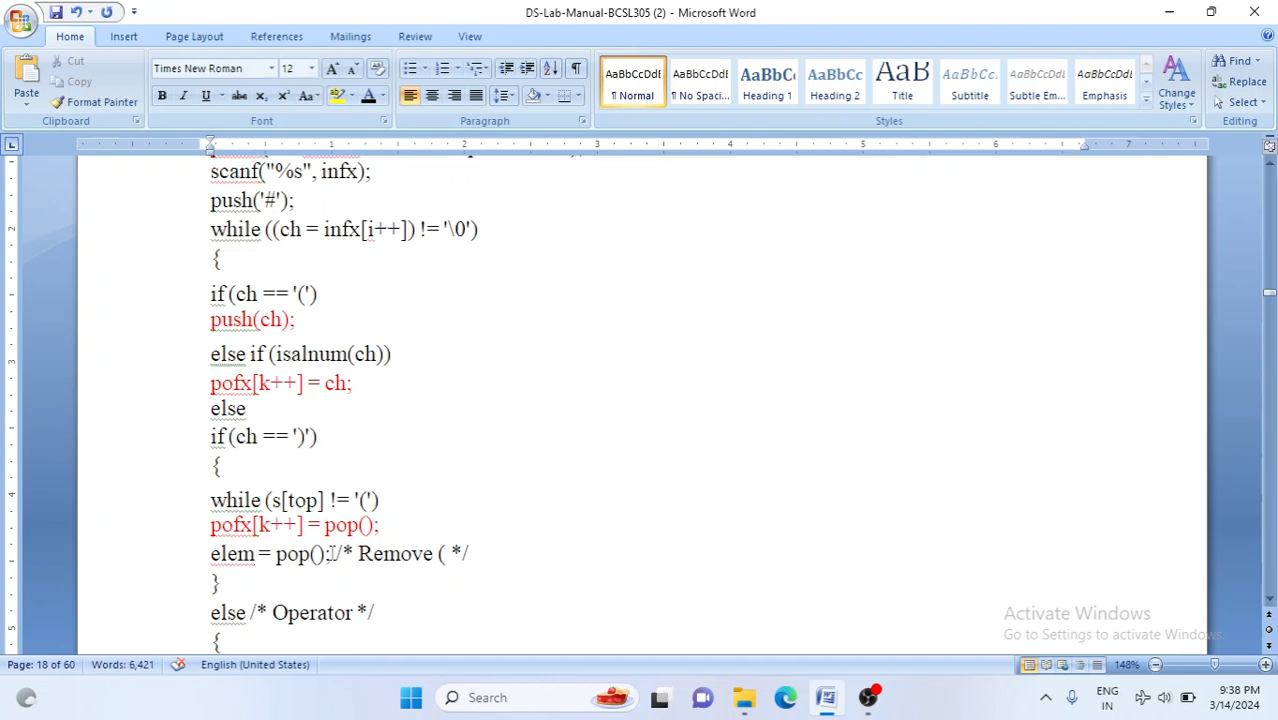 DS-Lab-Manual-BCSL305 (2) - Microsoft Word
Home Insert Page Layout References Mailings Review View
Paste
Cut
Copy
Format Painter
Clipboard
Times New Roman 12
Font
Paragraph
AaBbCcDdE AaBbCcDdE AaBbCc AaBbCc AaB AaBbCcI AaBbCcDdE AaBbCcDdE
¶ Normal ¶ No Spaci... Heading 1 Heading 2 Title Subtitle Subtle Em... Emphasis
Styles
Change Styles
Find
Replace
Select
Editing
scanf("%s", infx);
push('#');
while ((ch = infx[i++]) != '\0')
{
if (ch == '(')
push(ch);
else if (isalnum(ch))
pofx[k++] = ch;
else
if (ch == ')')
{
while (s[top] != '(')
pofx[k++] = pop();
elem = pop();/* Remove ( */
}
else /* Operator */
{
Activate Windows
Go to Settings to activate Windows.
Page: 18 of 60 Words: 6,421 English (United States) 148%
Search
ENG
IN
9:38 PM
3/14/2024